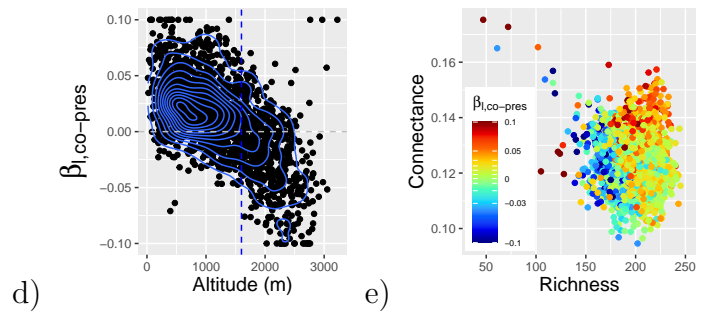 0.10
0.05
0.00
−0.05
−0.10
β_I,co−pres
0 1000 2000 3000
Altitude (m)
d)
0.16
0.14
0.12
0.10
Connectance
β_I,co−pres
0.1
0.05
0
−0.03
−0.1
50 100 150 200 250
Richness
e)